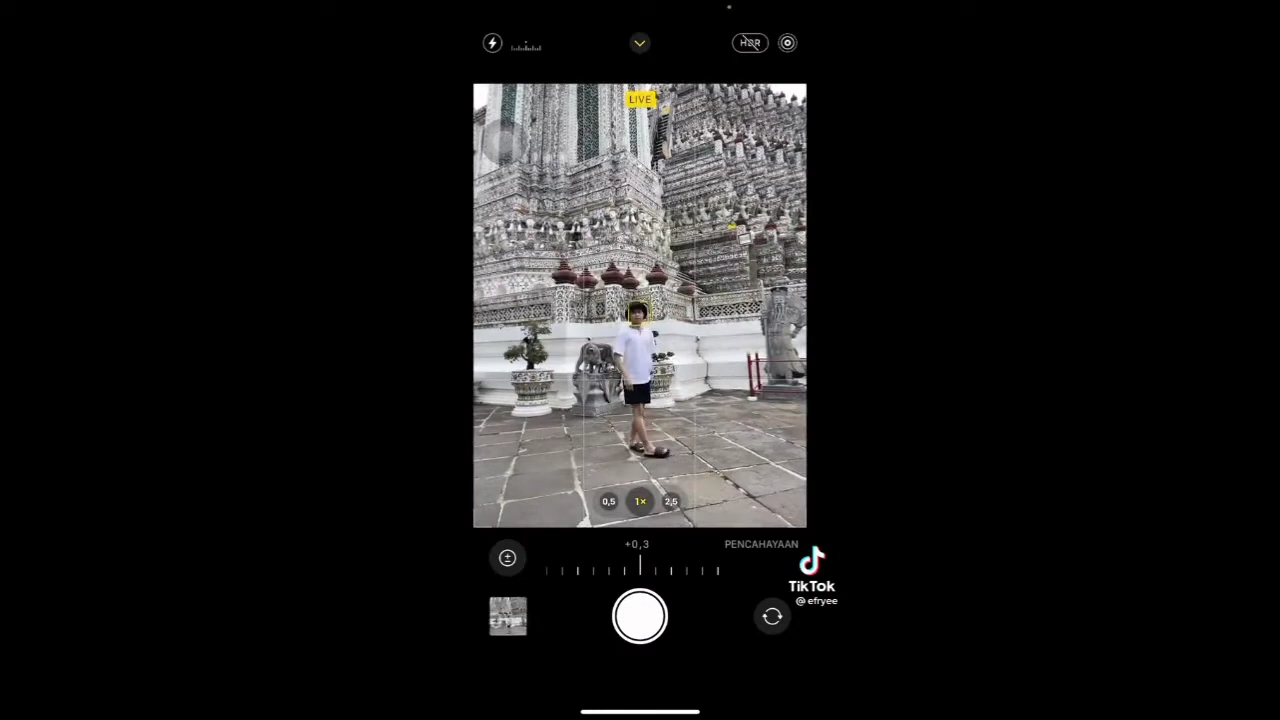 HDR
LIVE
0,5
1×
2,5
+0,3
PENCAHAYAAN
TikTok
@efryee